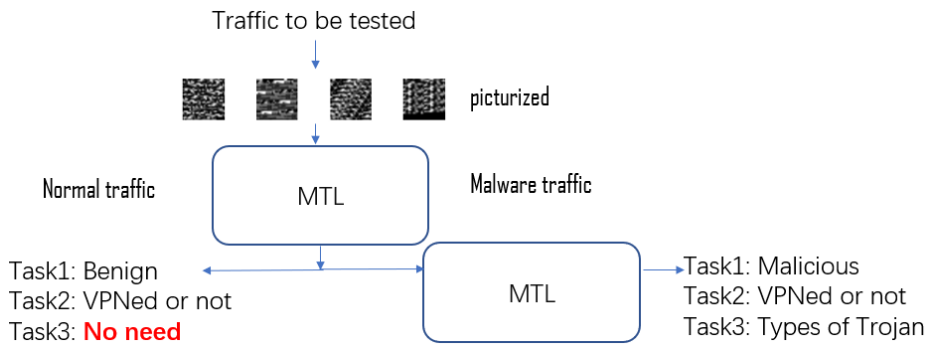 Traffic to be tested
picturized
MTL
Normal traffic
Malware traffic
MTL
Task1: Benign
Task2: VPNed or not
Task3: No need
Task1: Malicious
Task2: VPNed or not
Task3: Types of Trojan